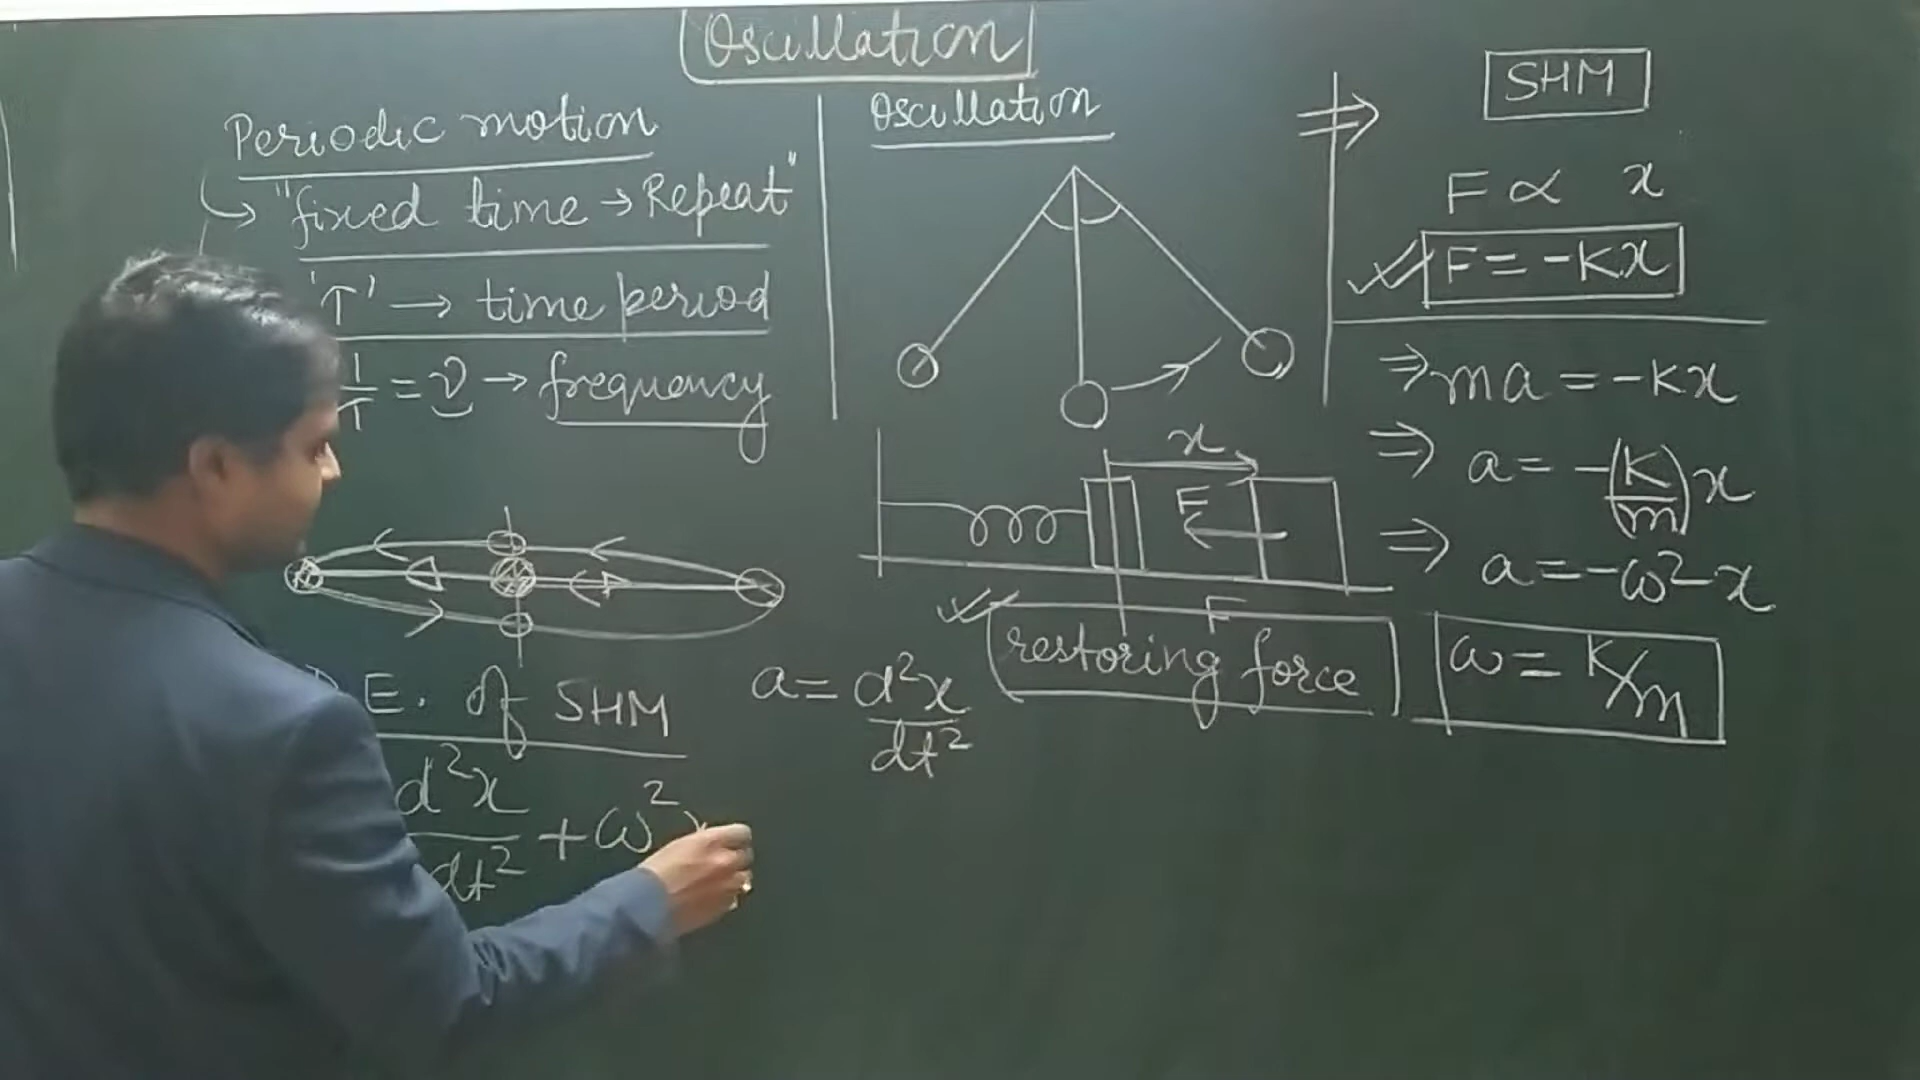 Oscillation
Periodic motion
"fixed time → Repeat"
'T' → time period
1/T = ν → frequency
Oscillation
x
F
F
restoring force
⇒ SHM
F ∝ x
F = -Kx
⇒ ma = -Kx
⇒ a = -(K/m)x
⇒ a = -ω²x
ω = K/m
E. of SHM
a = d²x/dt²
d²x/dt² + ω²